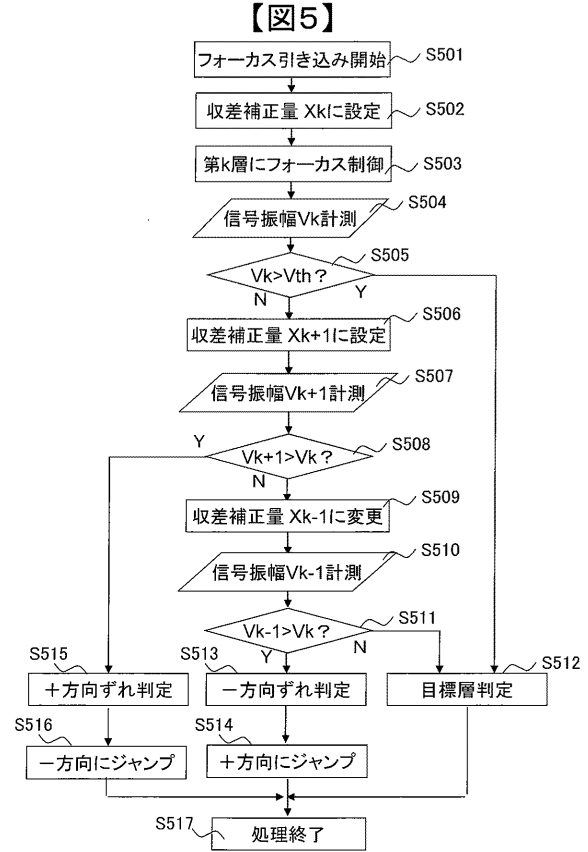 【図5】
フォーカス引き込み開始
S501
収差補正量 Xkに設定
S502
第k層にフォーカス制御
S503
信号振幅Vk計測
S504
Vk>Vth？
S505
N
Y
収差補正量 Xk+1に設定
S506
信号振幅Vk+1計測
S507
Y
Vk+1>Vk？
S508
N
収差補正量 Xk-1に変更
S509
信号振幅Vk-1計測
S510
Vk-1>Vk？
S511
Y
N
S515
＋方向ずれ判定
S513
－方向ずれ判定
S512
目標層判定
S516
－方向にジャンプ
S514
＋方向にジャンプ
S517
処理終了